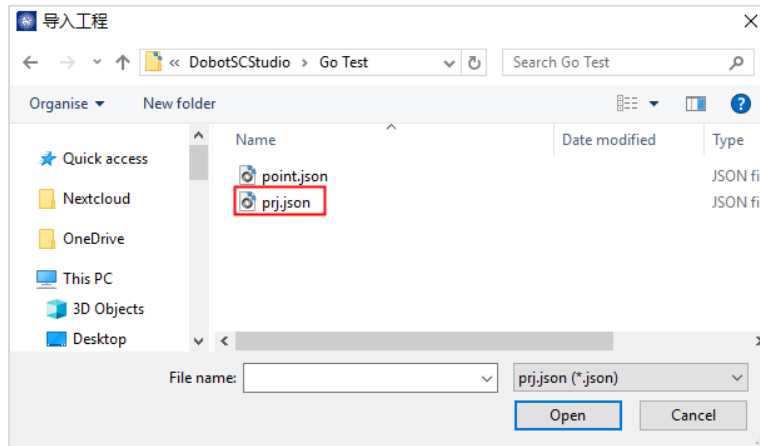 导入工程
« DobotSCStudio › Go Test
Search Go Test
Organise
New folder
Name
Date modified
Type
Quick access
point.json
JSON fi
Nextcloud
prj.json
JSON fi
OneDrive
This PC
3D Objects
Desktop
File name:
prj.json (*.json)
Open
Cancel